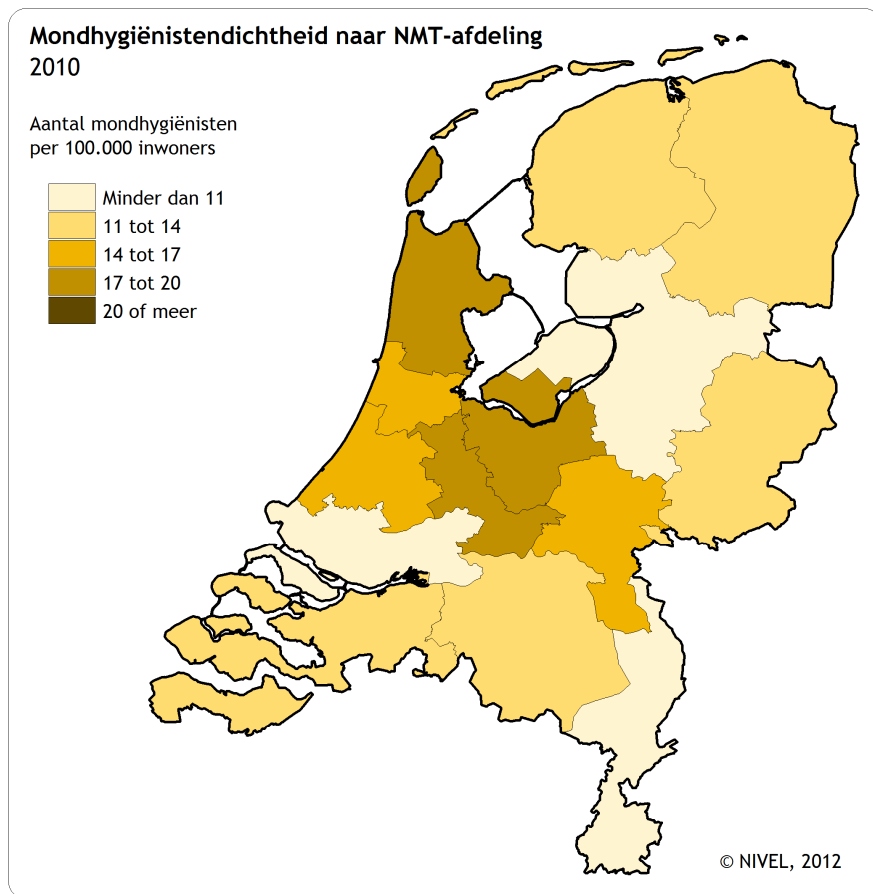 Mondhygiënistendichtheid naar NMT-afdeling
2010
Aantal mondhygiënisten
per 100.000 inwoners
Minder dan 11
11 tot 14
14 tot 17
17 tot 20
20 of meer
© NIVEL, 2012